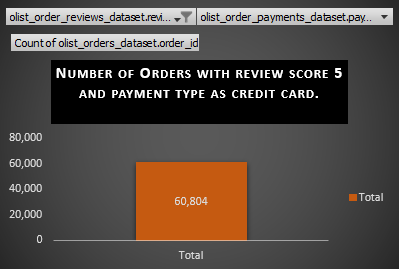 olist_order_reviews_dataset.revi...
olist_order_payments_dataset.pay...
Count of olist_orders_dataset.order_id
NUMBER OF ORDERS WITH REVIEW SCORE 5
AND PAYMENT TYPE AS CREDIT CARD.
80,000
60,000
40,000
20,000
0
60,804
Total
Total